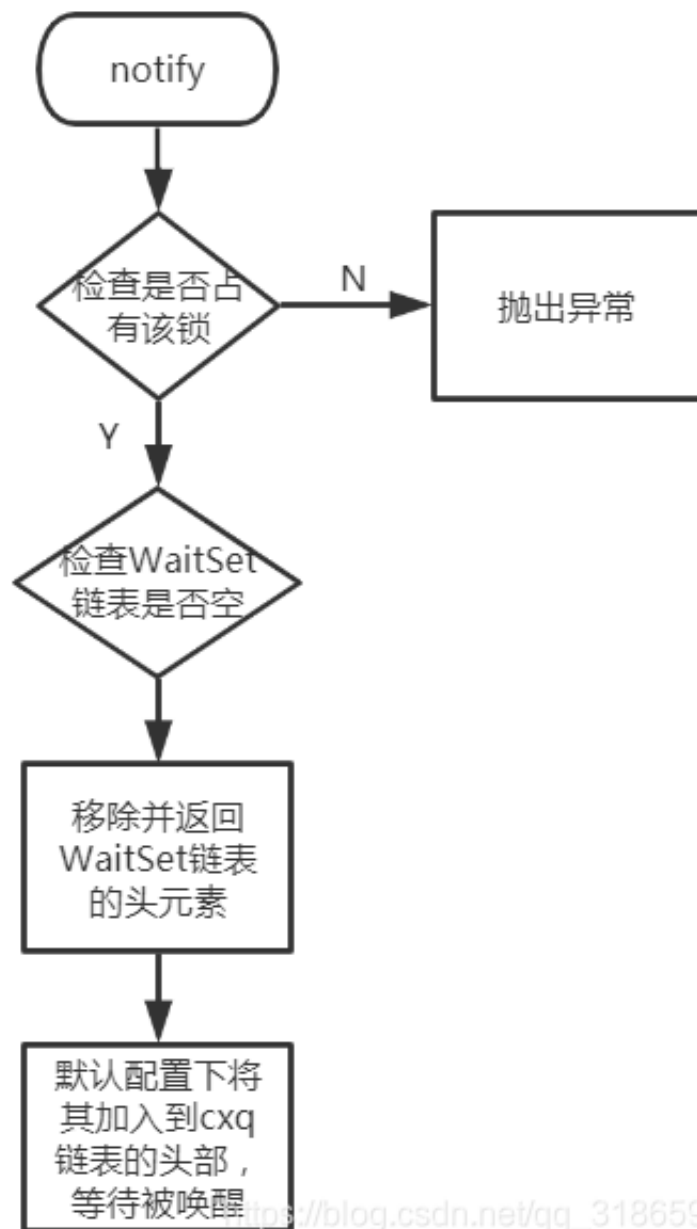 notify
检查是否占
有该锁
N
抛出异常
Y
检查WaitSet
链表是否空
移除并返回
WaitSet链表
的头元素
默认配置下将
其加入到cxq
链表的头部，
等待被唤醒
https://blog.csdn.net/qq_318656